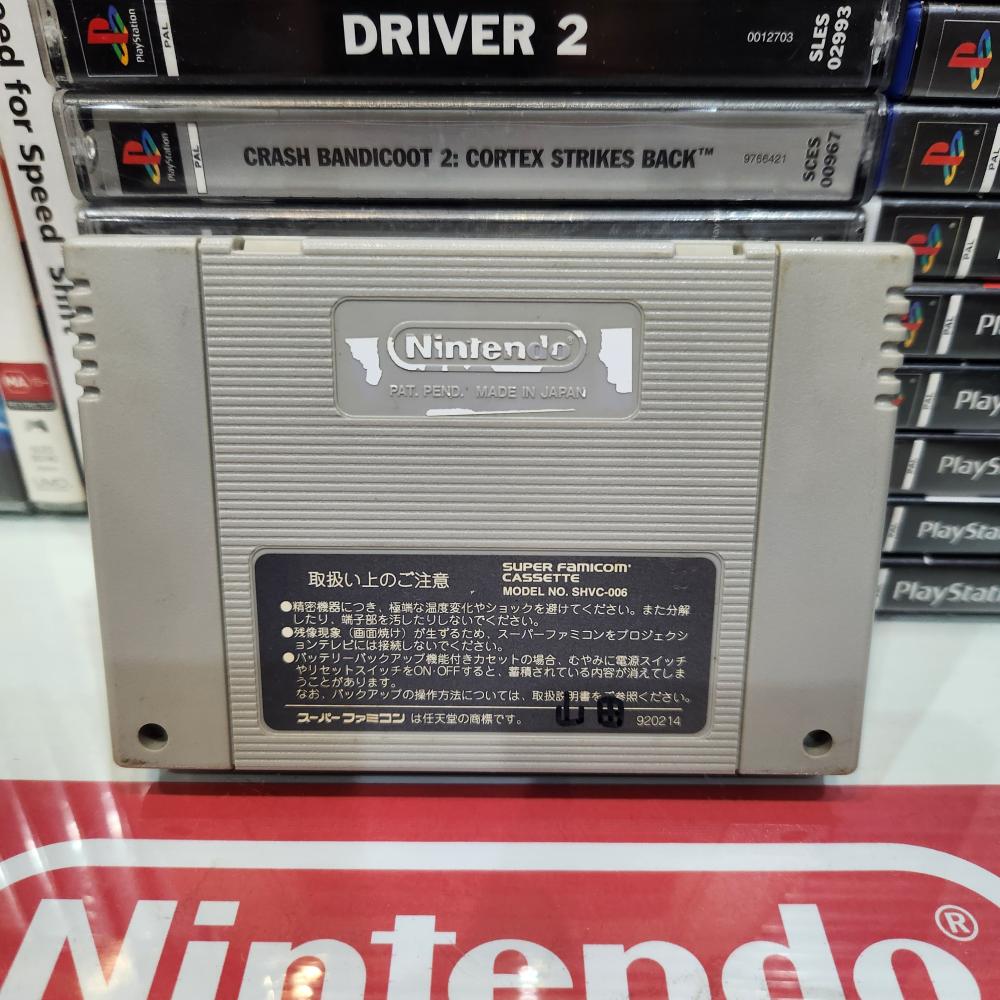 DRIVER 2
0012703
SLES
02993
PlayStation
PAL
CRASH BANDICOOT 2: CORTEX STRIKES BACK™
9766421
SCES
00967
PlayStation
PAL
for Speed
PAL
PAL
PAL
PlayS
PlaySta
PlayStat
Nintendo
PAT. PEND. MADE IN JAPAN
取扱い上のご注意
SUPER FAMICOM
CASSETTE
MODEL NO. SHVC-006
●精密機器につき、極端な温度変化やショックを避けてください。また分解
したり、端子部を汚したりしないでください。
●残像現象（画面焼け）が生ずるため、スーパーファミコンをプロジェクシ
ョンテレビには接続しないでください。
●バッテリーバックアップ機能付きカセットの場合、むやみに電源スイッチ
やリセットスイッチをON・OFFすると、蓄積されている内容が消えてしま
うことがあります。
なお、バックアップの操作方法については、取扱説明書をご参照ください。
スーパーファミコン は任天堂の商標です。
山田
920214
Nintendo®